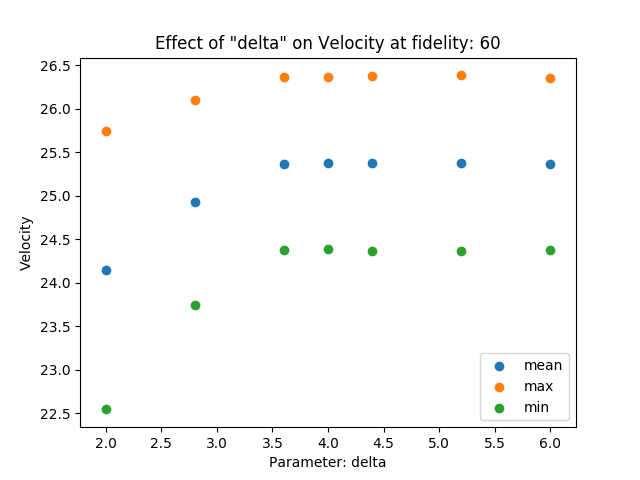 Effect of "delta" on Velocity at fidelity: 60
26.5
26.0
25.5
25.0
24.5
24.0
23.5
23.0
22.5
Velocity
mean
max
min
2.0 2.5 3.0 3.5 4.0 4.5 5.0 5.5 6.0
Parameter: delta